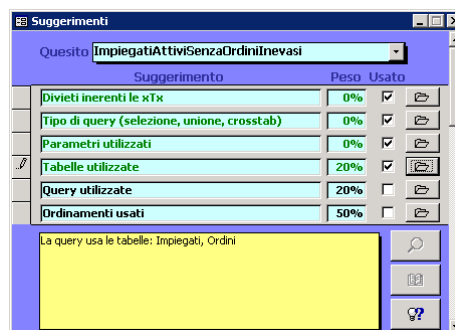 Suggerimenti
Quesito ImpiegatiAttiviSenzaOrdiniInevasi
Suggerimento Peso Usato
Divieti inerenti le xTx 0%
Tipo di query (selezione, unione, crosstab) 0%
Parametri utilizzati 0%
Tabelle utilizzate 20%
Query utilizzate 20%
Ordinamenti usati 50%
La query usa le tabelle: Impiegati, Ordini